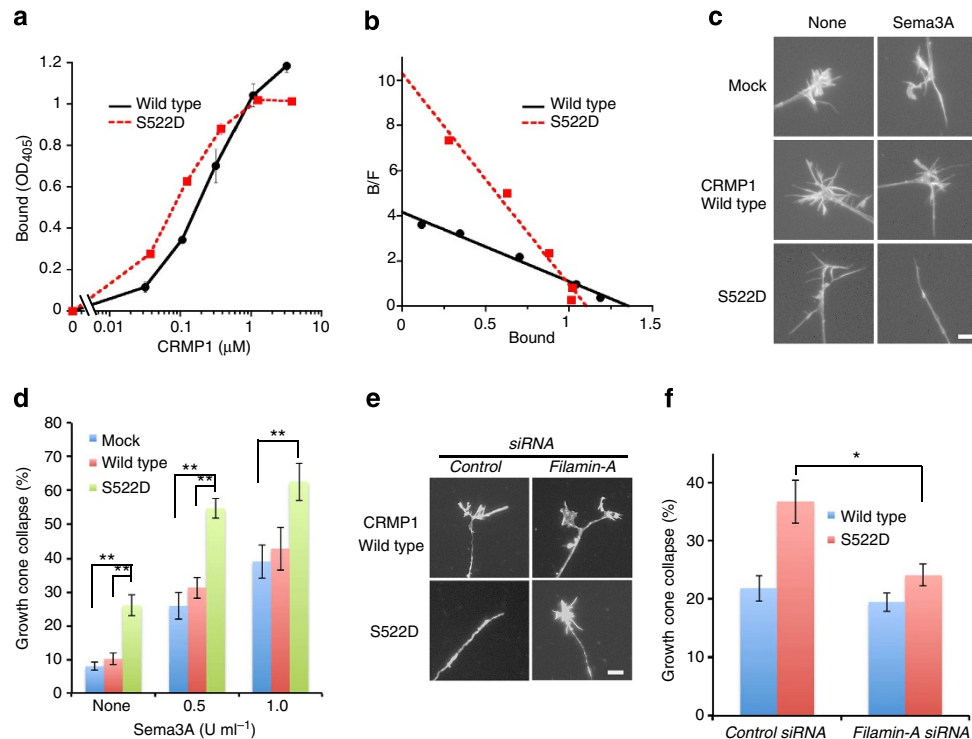 a
1.2
1
0.8
0.6
0.4
0.2
0
Bound (OD405)
Wild type
S522D
0 0.01 0.1 1 10
CRMP1 (μM)
b
10
8
6
4
2
0
B/F
Wild type
S522D
0 0.5 1 1.5
Bound
c
None Sema3A
Mock
CRMP1
Wild type
S522D
d
80
70
60
50
40
30
20
10
0
Growth cone collapse (%)
Mock
Wild type
S522D
**
**
**
**
**
None 0.5 1.0
Sema3A (U ml–1)
e
siRNA
Control Filamin-A
CRMP1
Wild type
S522D
f
40
30
20
10
0
Growth cone collapse (%)
*
Wild type
S522D
Control siRNA Filamin-A siRNA